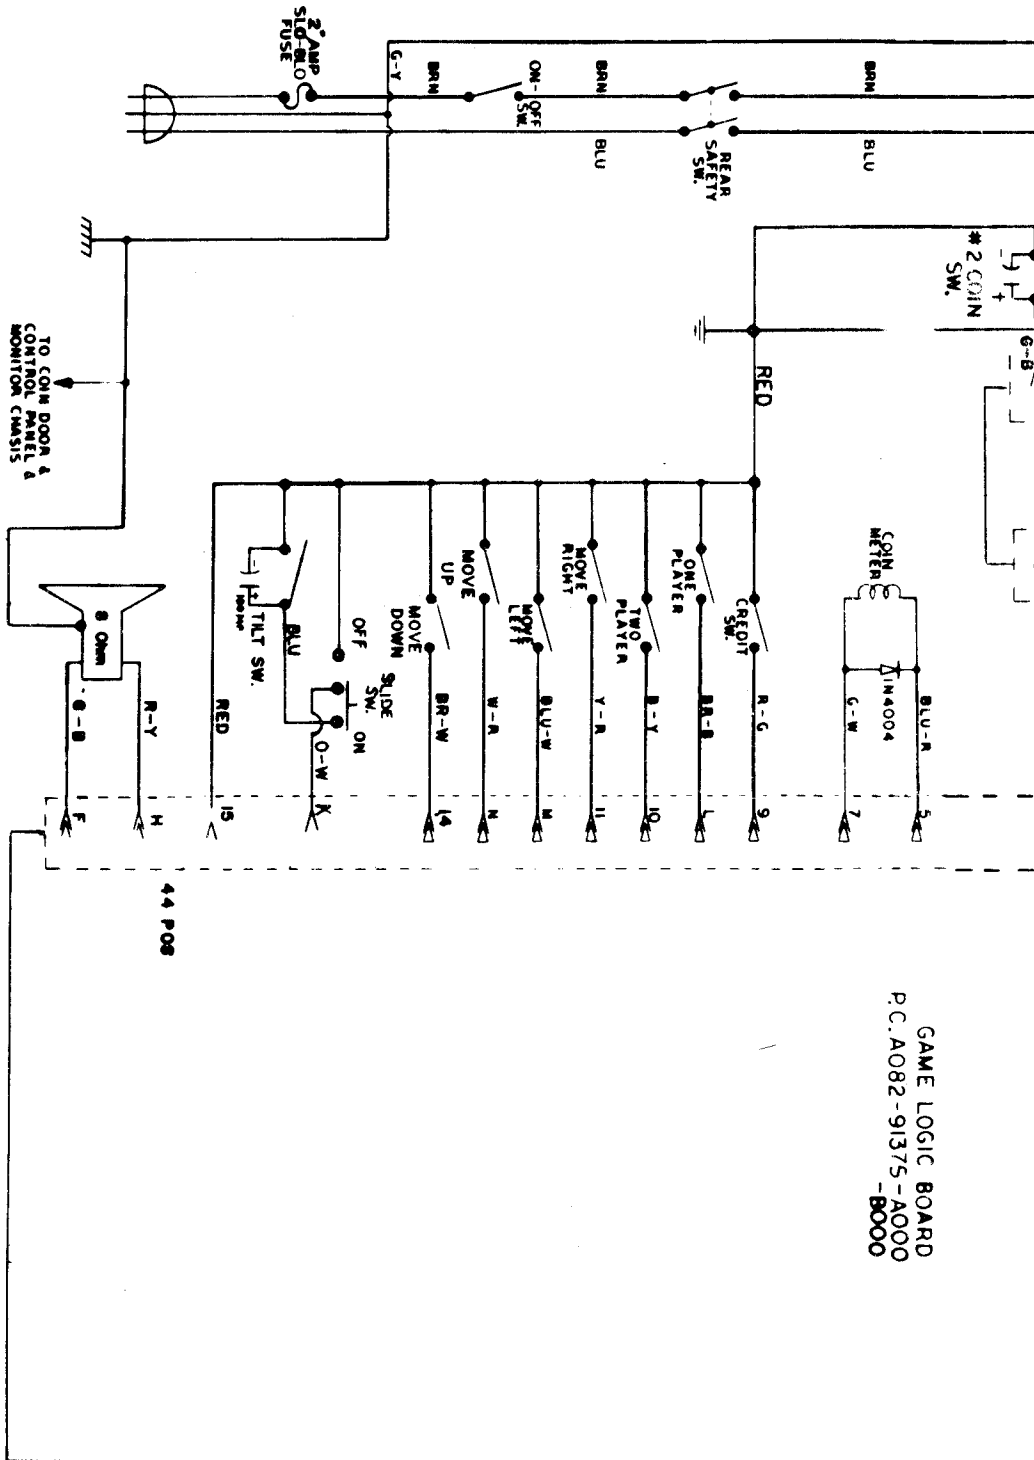 2 AMP
SLO-BLO
FUSE
G-Y
BRN
ON-OFF
SW.
BRN
BLU
REAR
SAFETY
SW.
BRN
BLU
# 2 COIN
SW.
- +
G-B
TO COIN DOOR &
CONTROL PANEL &
MONITOR CHASIS
RED
8 OHM
G-B
R-Y
RED
TILT SW.
- +
BLU
OFF
SLIDE
SW.
ON
O-W
MOVE
DOWN
BR-W
MOVE
UP
W-R
MOVE
LEFT
BLU-W
MOVE
RIGHT
Y-R
TWO
PLAYER
B-Y
ONE
PLAYER
BR-B
CREDIT
SW.
R-G
COIN
METER
IN4004
G-W
BLU-R
F
H
15
K
14
N
M
11
10
L
9
7
5
44 POS
GAME LOGIC BOARD
P.C. A082-91375-A000
-B000